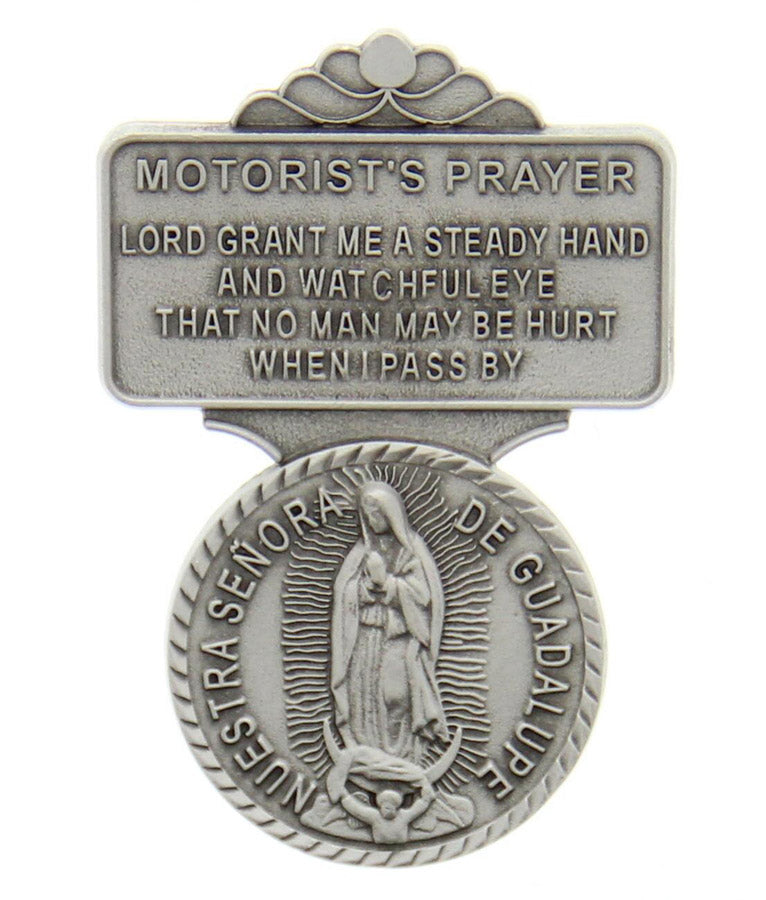 MOTORIST'S PRAYER
LORD GRANT ME A STEADY HAND
AND WATCHFUL EYE
THAT NO MAN MAY BE HURT
WHEN I PASS BY
NUESTRA SEÑORA DE GUADALUPE